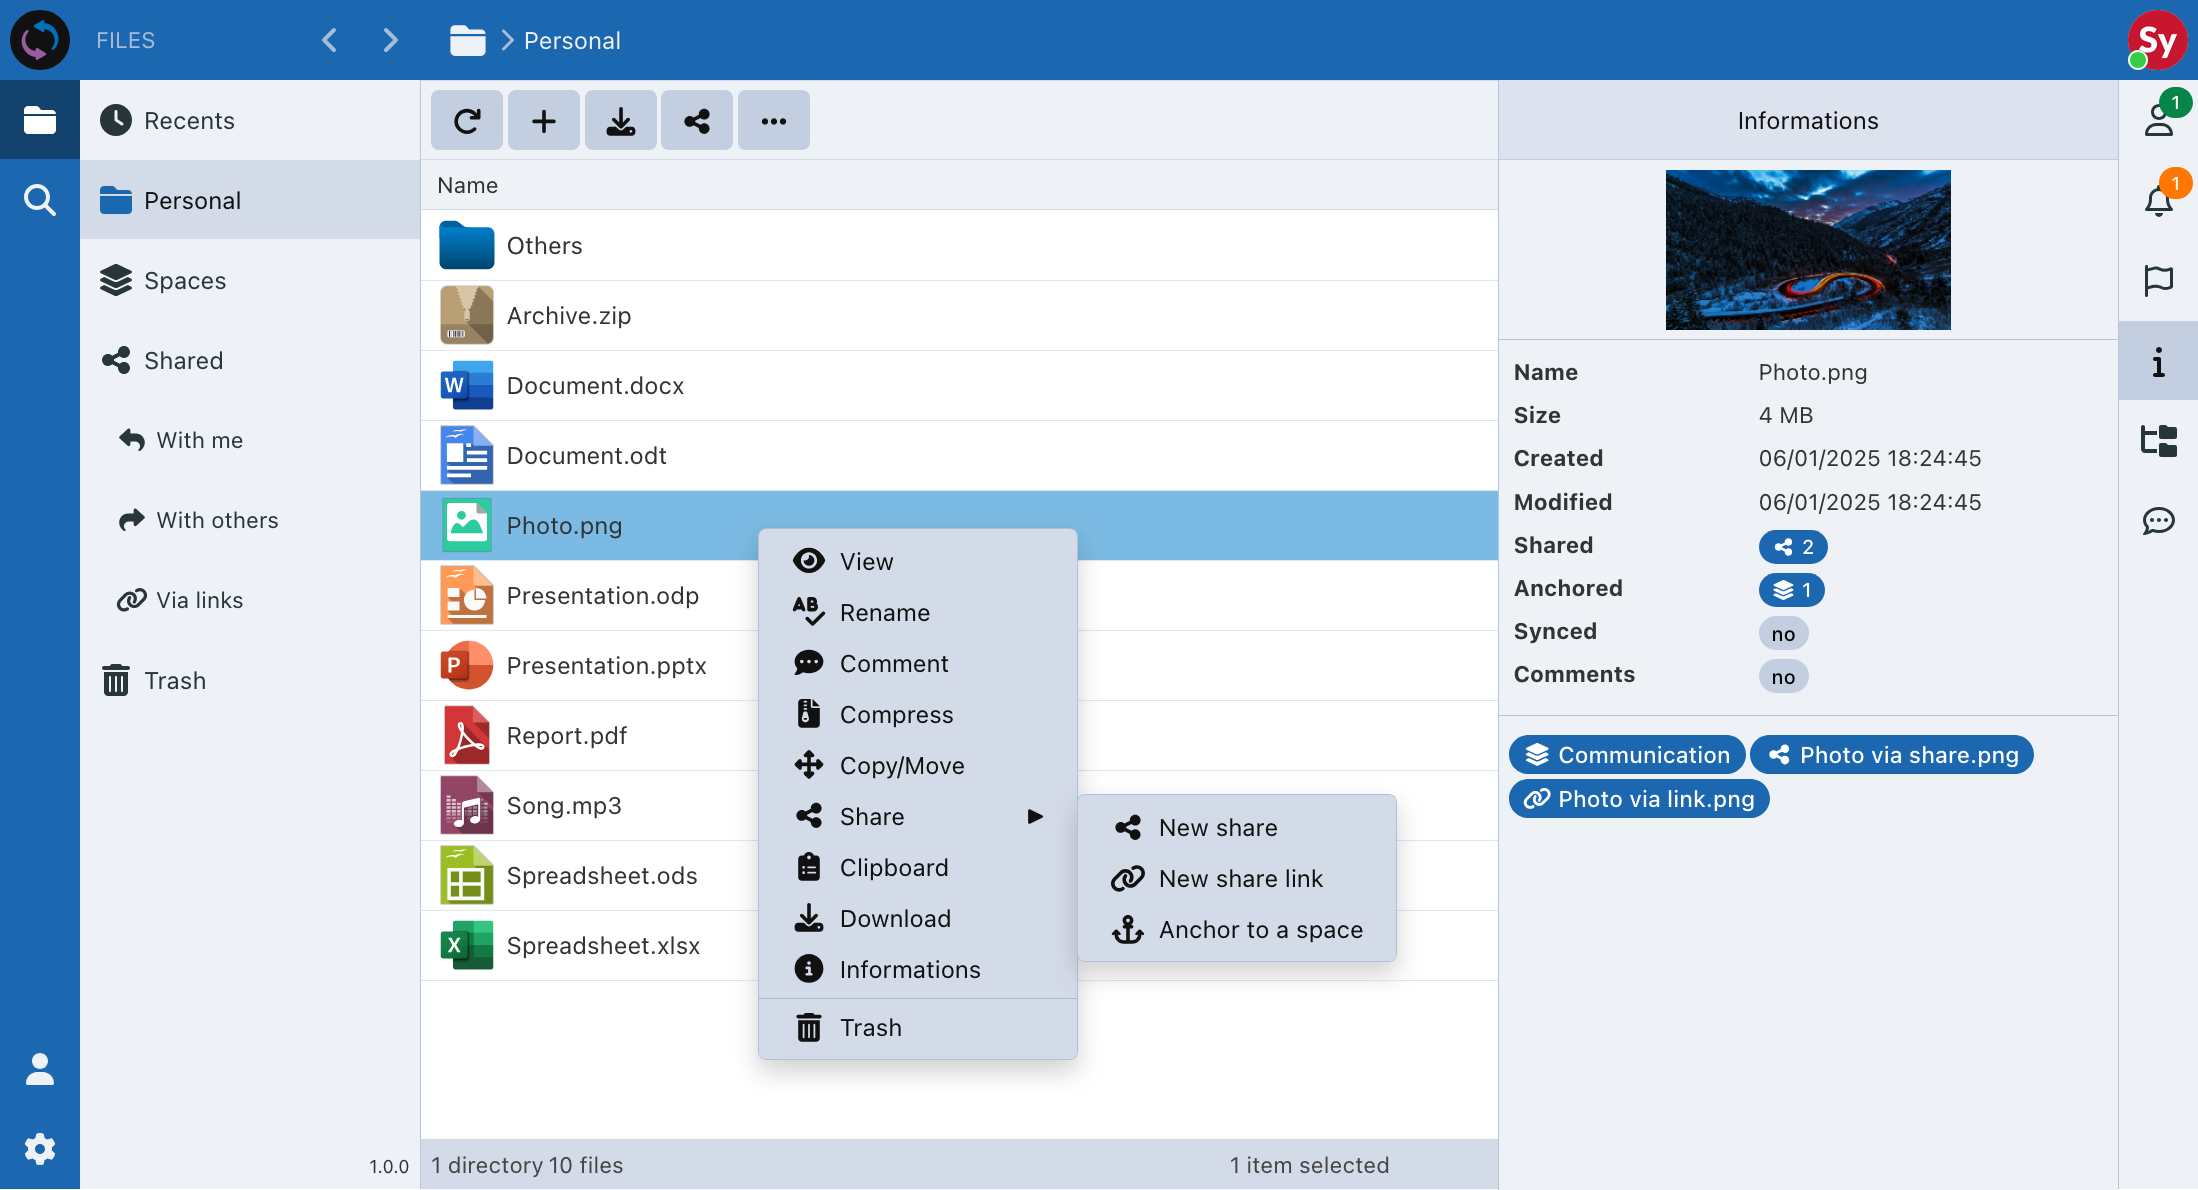 FILES
Personal
Sy
Recents
Personal
Spaces
Shared
With me
With others
Via links
Trash
1.0.0
Name
Others
Archive.zip
Document.docx
Document.odt
Photo.png
Presentation.odp
Presentation.pptx
Report.pdf
Song.mp3
Spreadsheet.ods
Spreadsheet.xlsx
View
Rename
Comment
Compress
Copy/Move
Share
Clipboard
Download
Informations
Trash
New share
New share link
Anchor to a space
1 directory 10 files
1 item selected
Informations
Name Photo.png
Size 4 MB
Created 06/01/2025 18:24:45
Modified 06/01/2025 18:24:45
Shared 2
Anchored 1
Synced no
Comments no
Communication Photo via share.png
Photo via link.png
1
1